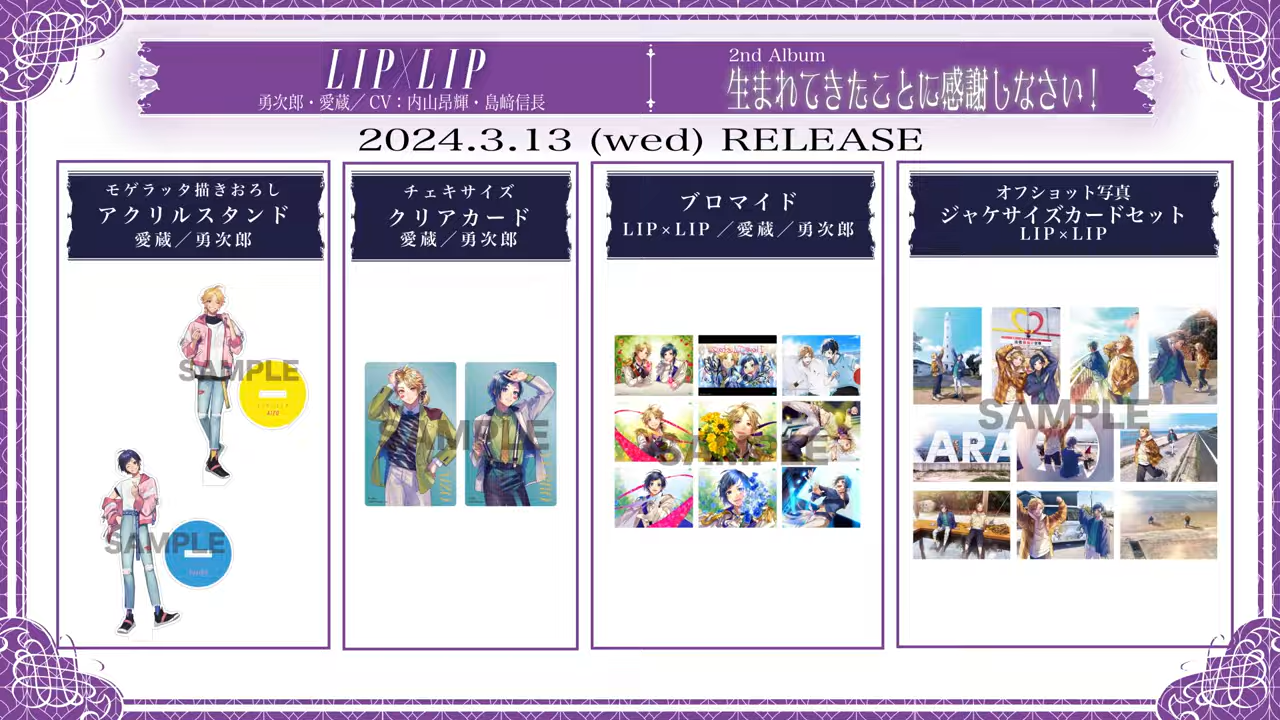 LIP×LIP
勇次郎・愛蔵／CV：内山昂輝・島﨑信長
2nd Album
生まれてきたことに感謝しなさい！
2024.3.13 (wed) RELEASE
モゲラッタ描きおろし
アクリルスタンド
愛蔵／勇次郎
SAMPLE
AIZO
SAMPLE
チェキサイズ
クリアカード
愛蔵／勇次郎
SAMPLE
ブロマイド
LIP×LIP／愛蔵／勇次郎
SAMPLE
オフショット写真
ジャケサイズカードセット
LIP×LIP
SAMPLE
ARA